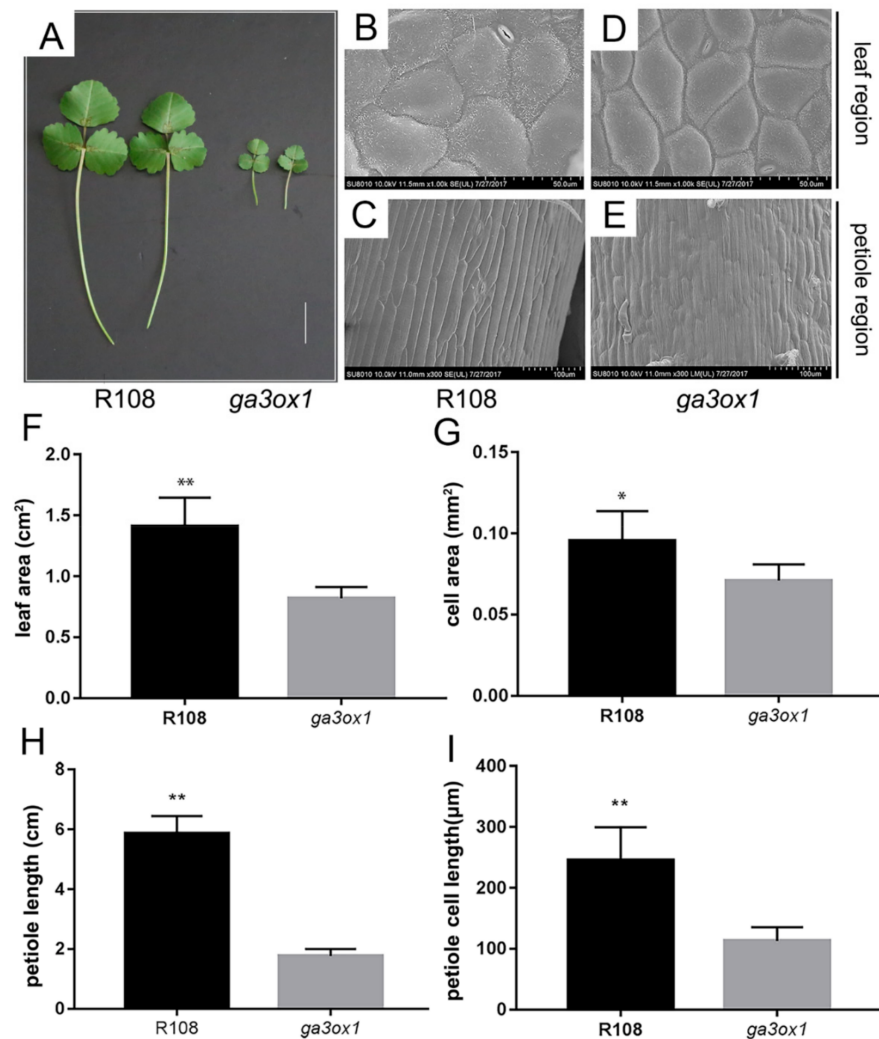 A
B
D
leaf region
SU8010 10.0kV 11.5mm x1.00k SE(UL) 7/27/2017 50.0um
SU8010 10.0kV 11.5mm x1.00k SE(UL) 7/27/2017 50.0um
C
E
petiole region
SU8010 10.0kV 11.0mm x300 SE(UL) 7/27/2017 100um
SU8010 10.0kV 11.0mm x300 LM(UL) 7/27/2017 100um
R108 ga3ox1
R108
ga3ox1
F
leaf area (cm²)
2.0
1.5
1.0
0.5
0.0
**
R108 ga3ox1
G
cell area (mm²)
0.15
0.10
0.05
0.00
*
R108 ga3ox1
H
petiole length (cm)
8
6
4
2
0
**
R108 ga3ox1
I
petiole cell length(μm)
400
300
200
100
0
**
R108 ga3ox1